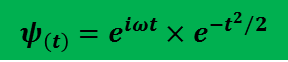 ψ₍ₜ₎ = e^{iωt} × e^{−t²/2}